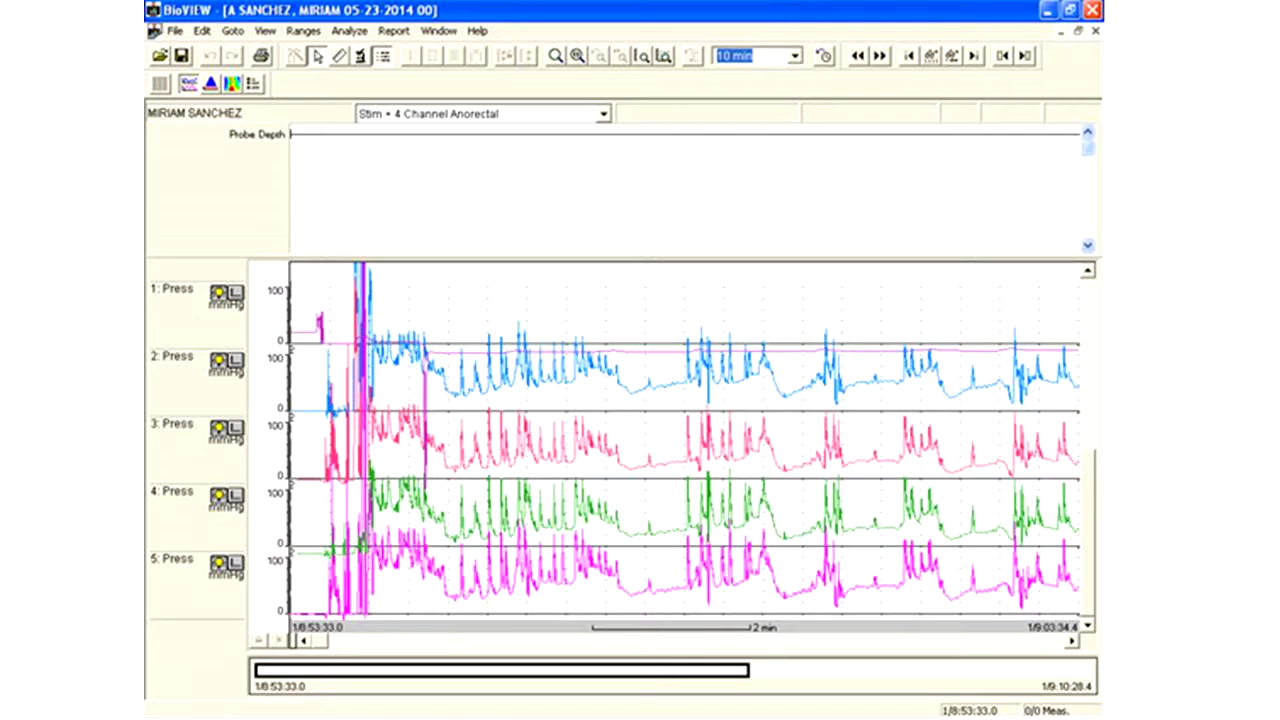 BioVIEW - [A SANCHEZ, MIRIAM 05-23-2014 00]
File Edit Goto View Ranges Analyze Report Window Help
10 min
MIRIAM SANCHEZ Stim + 4 Channel Anorectal
Probe Depth
1: Press
mmHg
100
0
2: Press
mmHg
100
0
3: Press
mmHg
100
0
4: Press
mmHg
100
0
5: Press
mmHg
100
0
1/8:53:33.0 2 min 1/9:03:34.4
1/8:53:33.0 1/9:10:28.4
1/8:53:33.0 0/0 Meas.